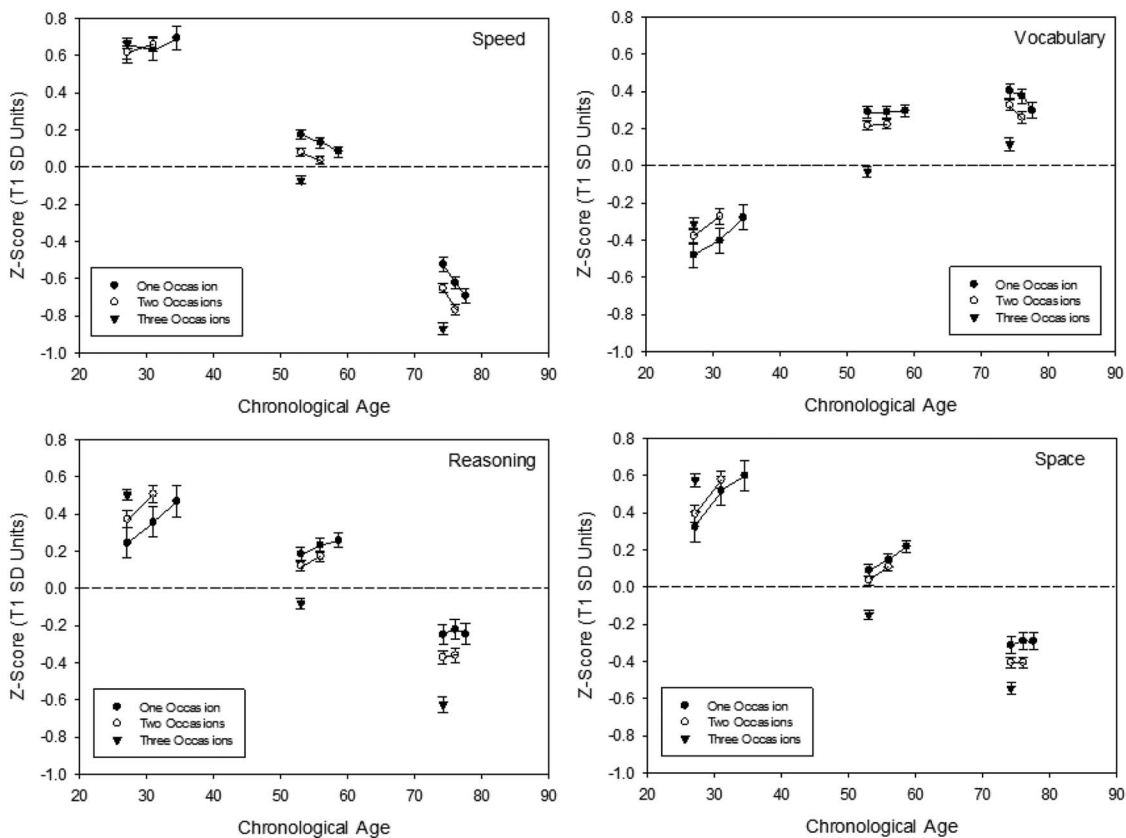 Speed
Z-Score (T1 SD Units)
0.8
0.6
0.4
0.2
0.0
-0.2
-0.4
-0.6
-0.8
-1.0
One Occasion
Two Occasions
Three Occasions
20 30 40 50 60 70 80 90
Chronological Age
Vocabulary
Z-Score (T1 SD Units)
0.8
0.6
0.4
0.2
0.0
-0.2
-0.4
-0.6
-0.8
-1.0
One Occasion
Two Occasions
Three Occasions
20 30 40 50 60 70 80 90
Chronological Age
Reasoning
Z-Score (T1 SD Units)
0.8
0.6
0.4
0.2
0.0
-0.2
-0.4
-0.6
-0.8
-1.0
One Occasion
Two Occasions
Three Occasions
20 30 40 50 60 70 80 90
Chronological Age
Space
Z-Score (T1 SD Units)
0.8
0.6
0.4
0.2
0.0
-0.2
-0.4
-0.6
-0.8
-1.0
One Occasion
Two Occasions
Three Occasions
20 30 40 50 60 70 80 90
Chronological Age